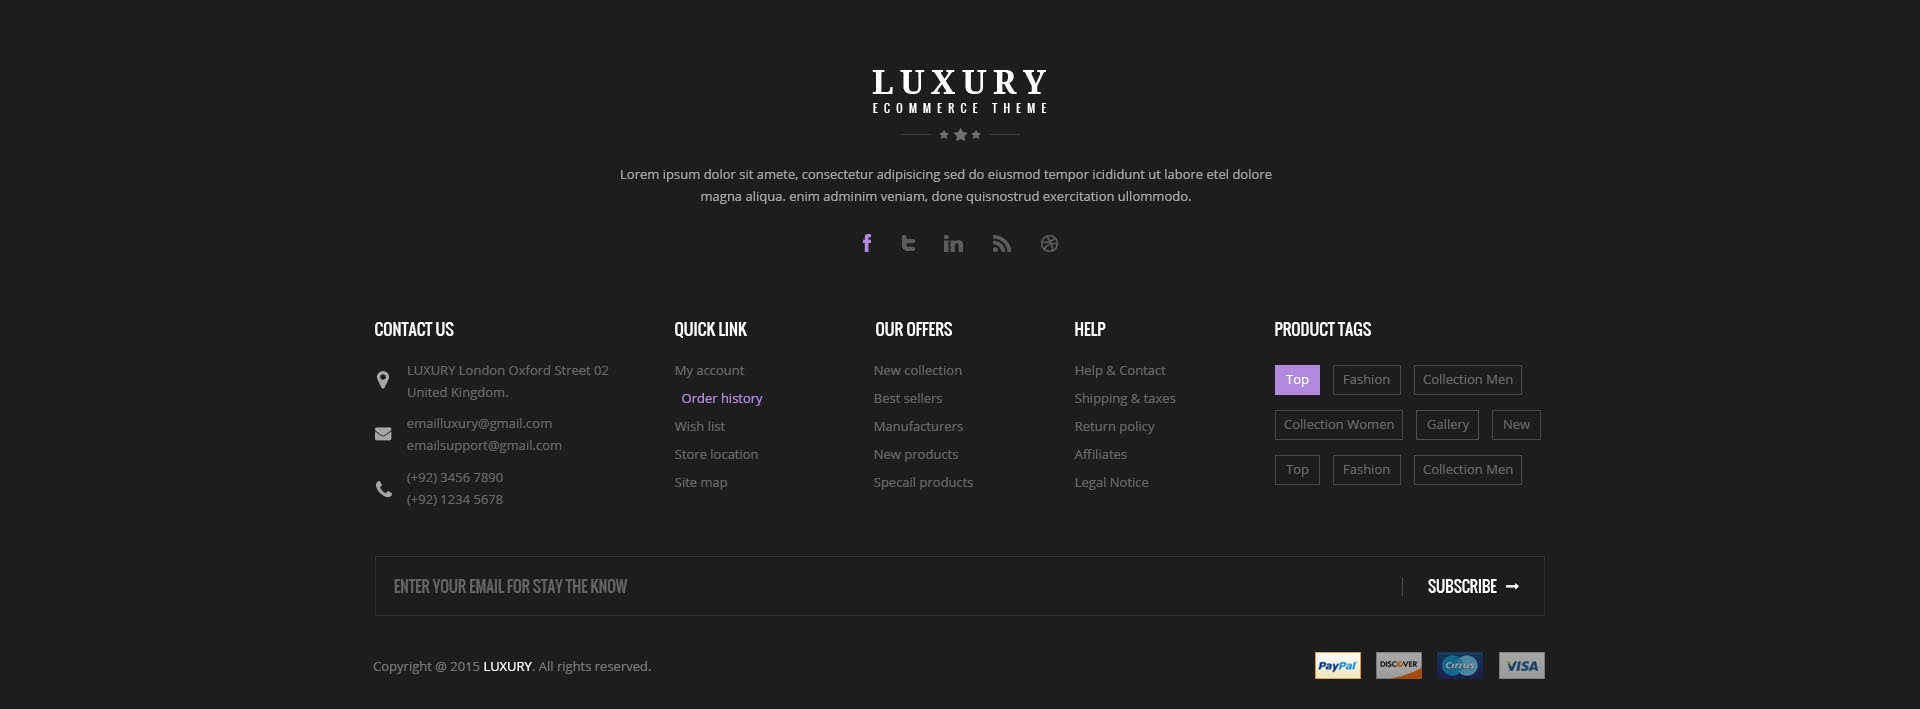 LUXURY
ECOMMERCE THEME
Lorem ipsum dolor sit amete, consectetur adipisicing sed do eiusmod tempor icididunt ut labore etel dolore
magna aliqua. enim adminim veniam, done quisnostrud exercitation ullommodo.
CONTACT US
LUXURY London Oxford Street 02
United Kingdom.
emailluxury@gmail.com
emailsupport@gmail.com
(+92) 3456 7890
(+92) 1234 5678
QUICK LINK
My account
Order history
Wish list
Store location
Site map
OUR OFFERS
New collection
Best sellers
Manufacturers
New products
Specail products
HELP
Help & Contact
Shipping & taxes
Return policy
Affiliates
Legal Notice
PRODUCT TAGS
Top Fashion Collection Men
Collection Women Gallery New
Top Fashion Collection Men
ENTER YOUR EMAIL FOR STAY THE KNOW
SUBSCRIBE
Copyright @ 2015 LUXURY. All rights reserved.
PayPal DISCOVER Cirrus VISA